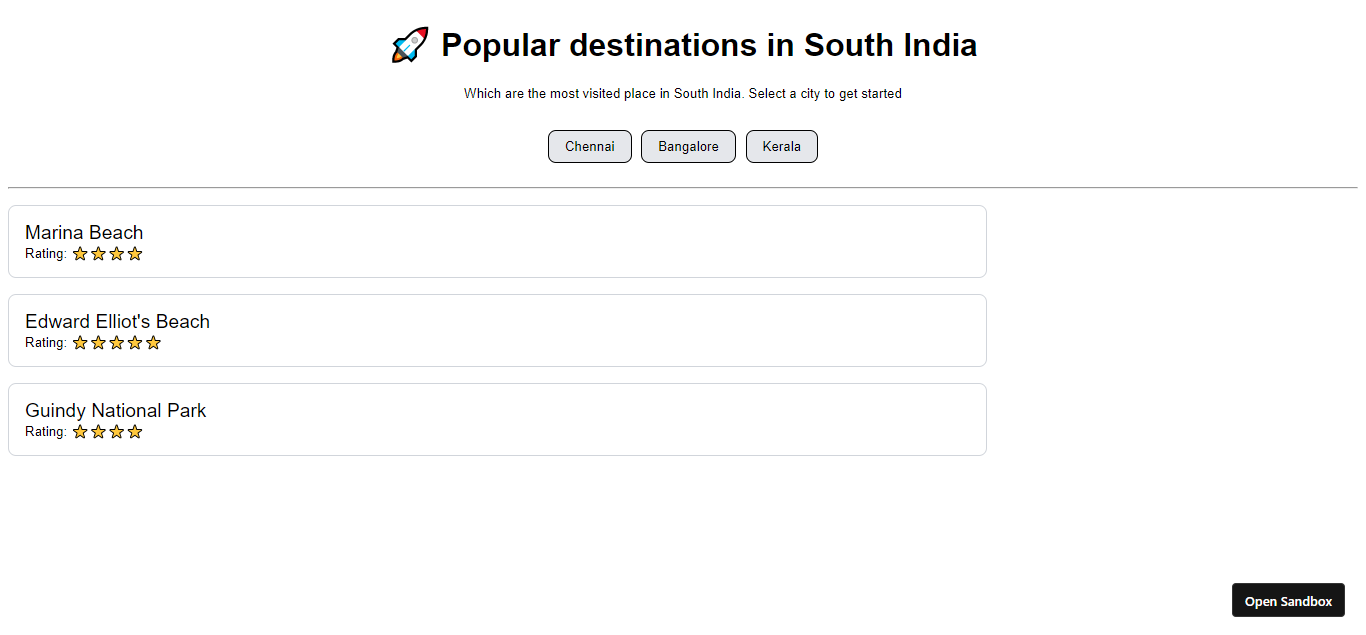 🚀 Popular destinations in South India
Which are the most visited place in South India. Select a city to get started
Chennai Bangalore Kerala
Marina Beach
Rating: ⭐⭐⭐⭐
Edward Elliot's Beach
Rating: ⭐⭐⭐⭐⭐
Guindy National Park
Rating: ⭐⭐⭐⭐
Open Sandbox